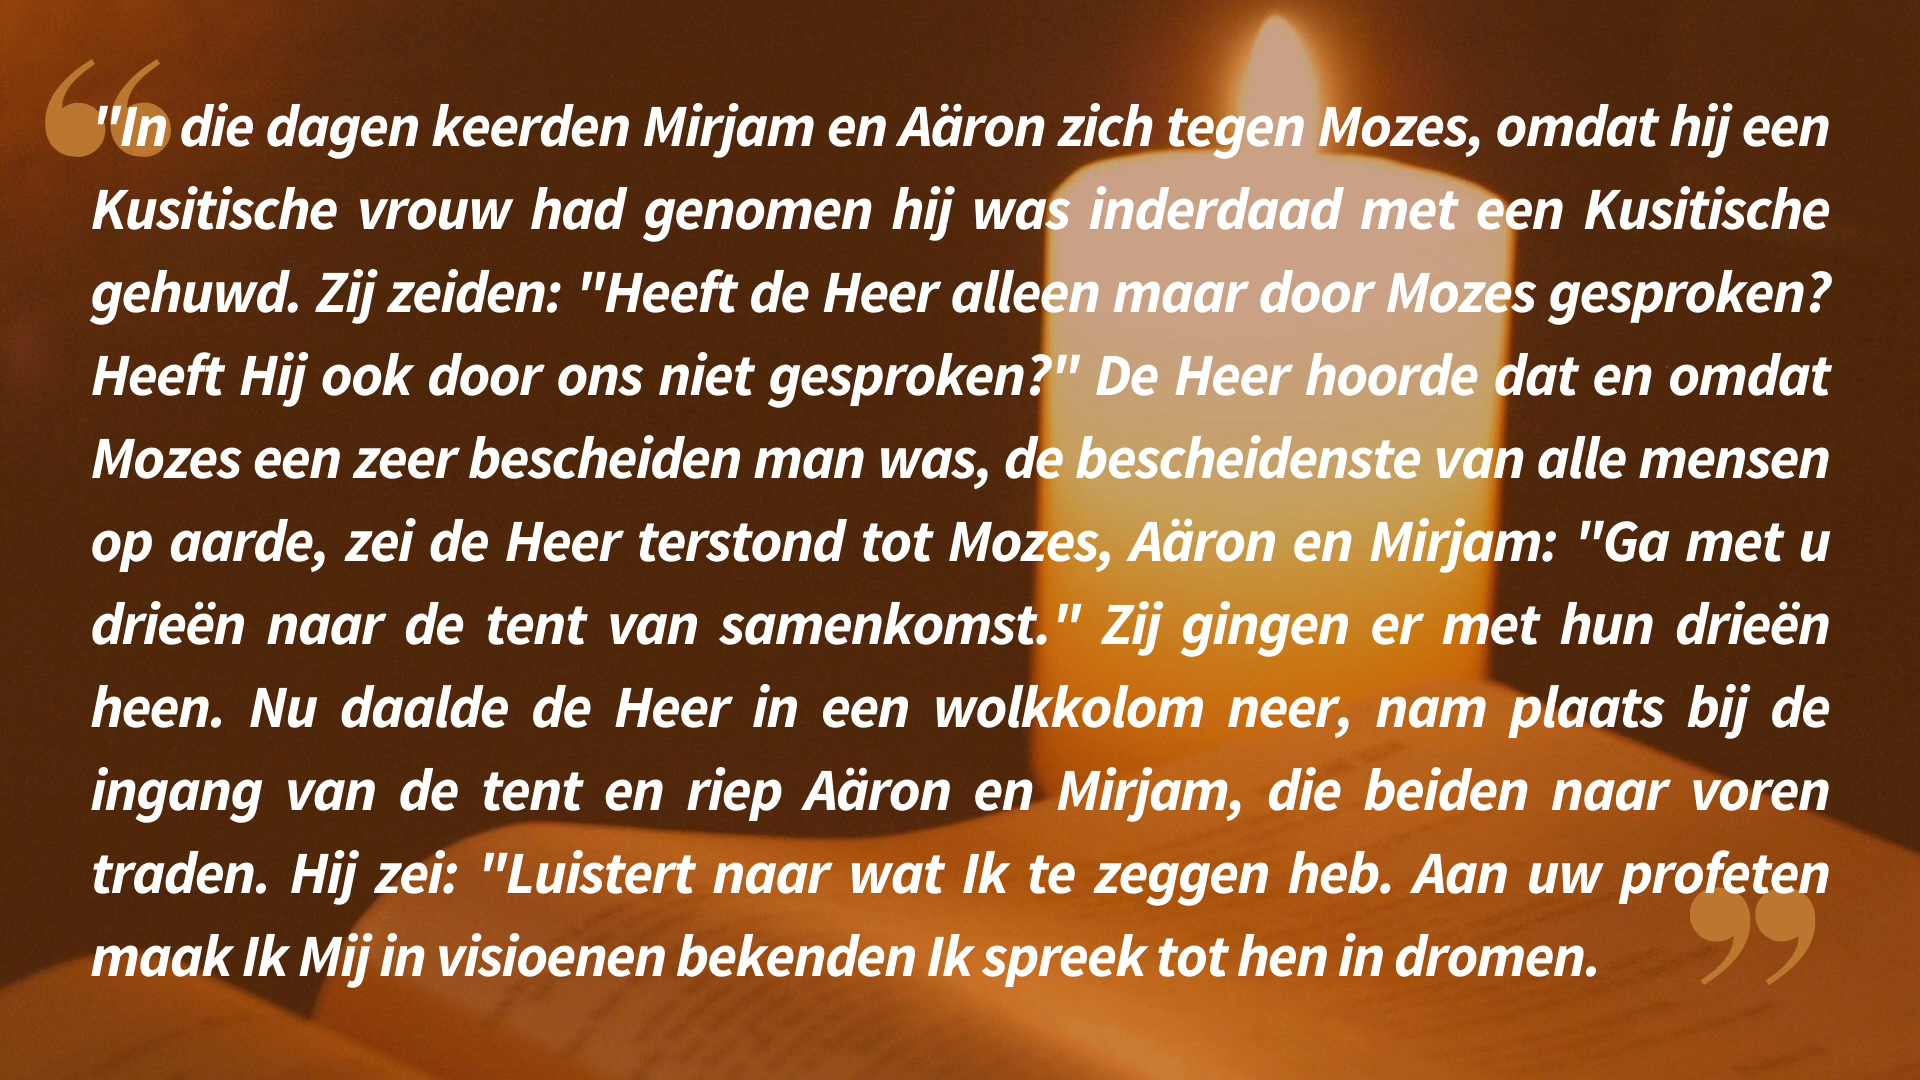 "In die dagen keerden Mirjam en Aäron zich tegen Mozes, omdat hij een
Kusitische vrouw had genomen hij was inderdaad met een Kusitische
gehuwd. Zij zeiden: "Heeft de Heer alleen maar door Mozes gesproken?
Heeft Hij ook door ons niet gesproken?" De Heer hoorde dat en omdat
Mozes een zeer bescheiden man was, de bescheidenste van alle mensen
op aarde, zei de Heer terstond tot Mozes, Aäron en Mirjam: "Ga met u
drieën naar de tent van samenkomst." Zij gingen er met hun drieën
heen. Nu daalde de Heer in een wolkkolom neer, nam plaats bij de
ingang van de tent en riep Aäron en Mirjam, die beiden naar voren
traden. Hij zei: "Luistert naar wat Ik te zeggen heb. Aan uw profeten
maak Ik Mij in visioenen bekenden Ik spreek tot hen in dromen.